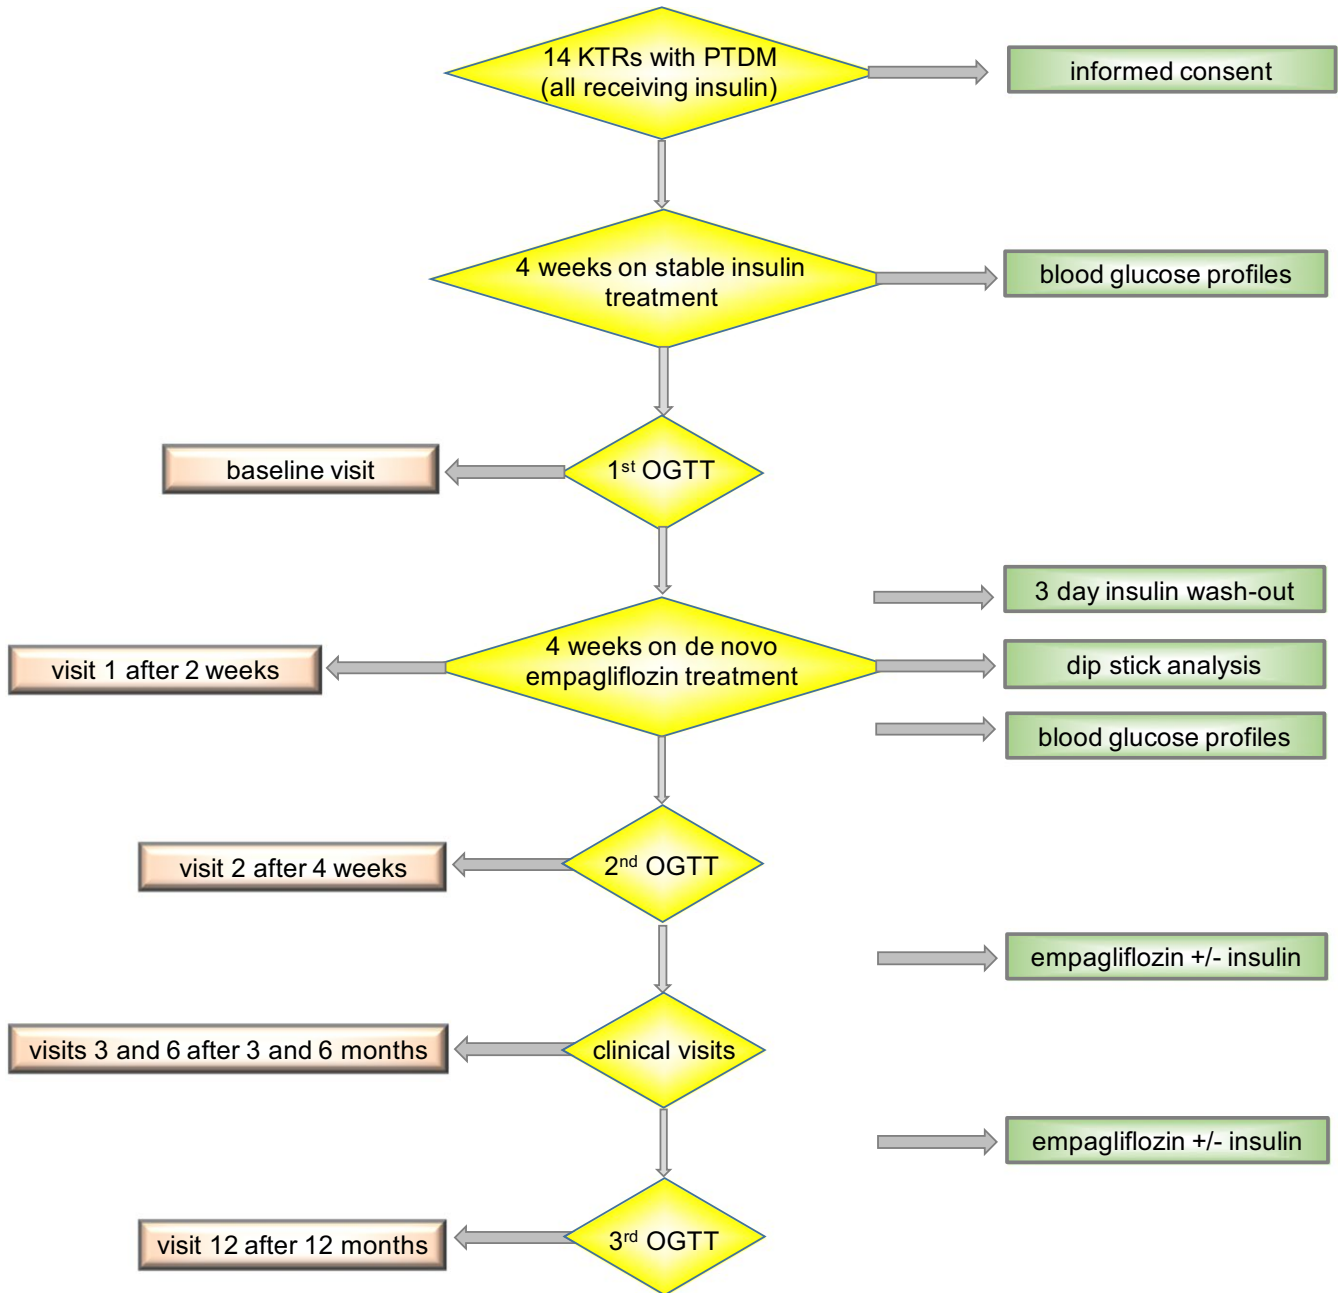 14 KTRs with PTDM
(all receiving insulin)
informed consent
4 weeks on stable insulin
treatment
blood glucose profiles
baseline visit
1st OGTT
3 day insulin wash-out
visit 1 after 2 weeks
4 weeks on de novo
empagliflozin treatment
dip stick analysis
blood glucose profiles
visit 2 after 4 weeks
2nd OGTT
empagliflozin +/- insulin
visits 3 and 6 after 3 and 6 months
clinical visits
empagliflozin +/- insulin
visit 12 after 12 months
3rd OGTT